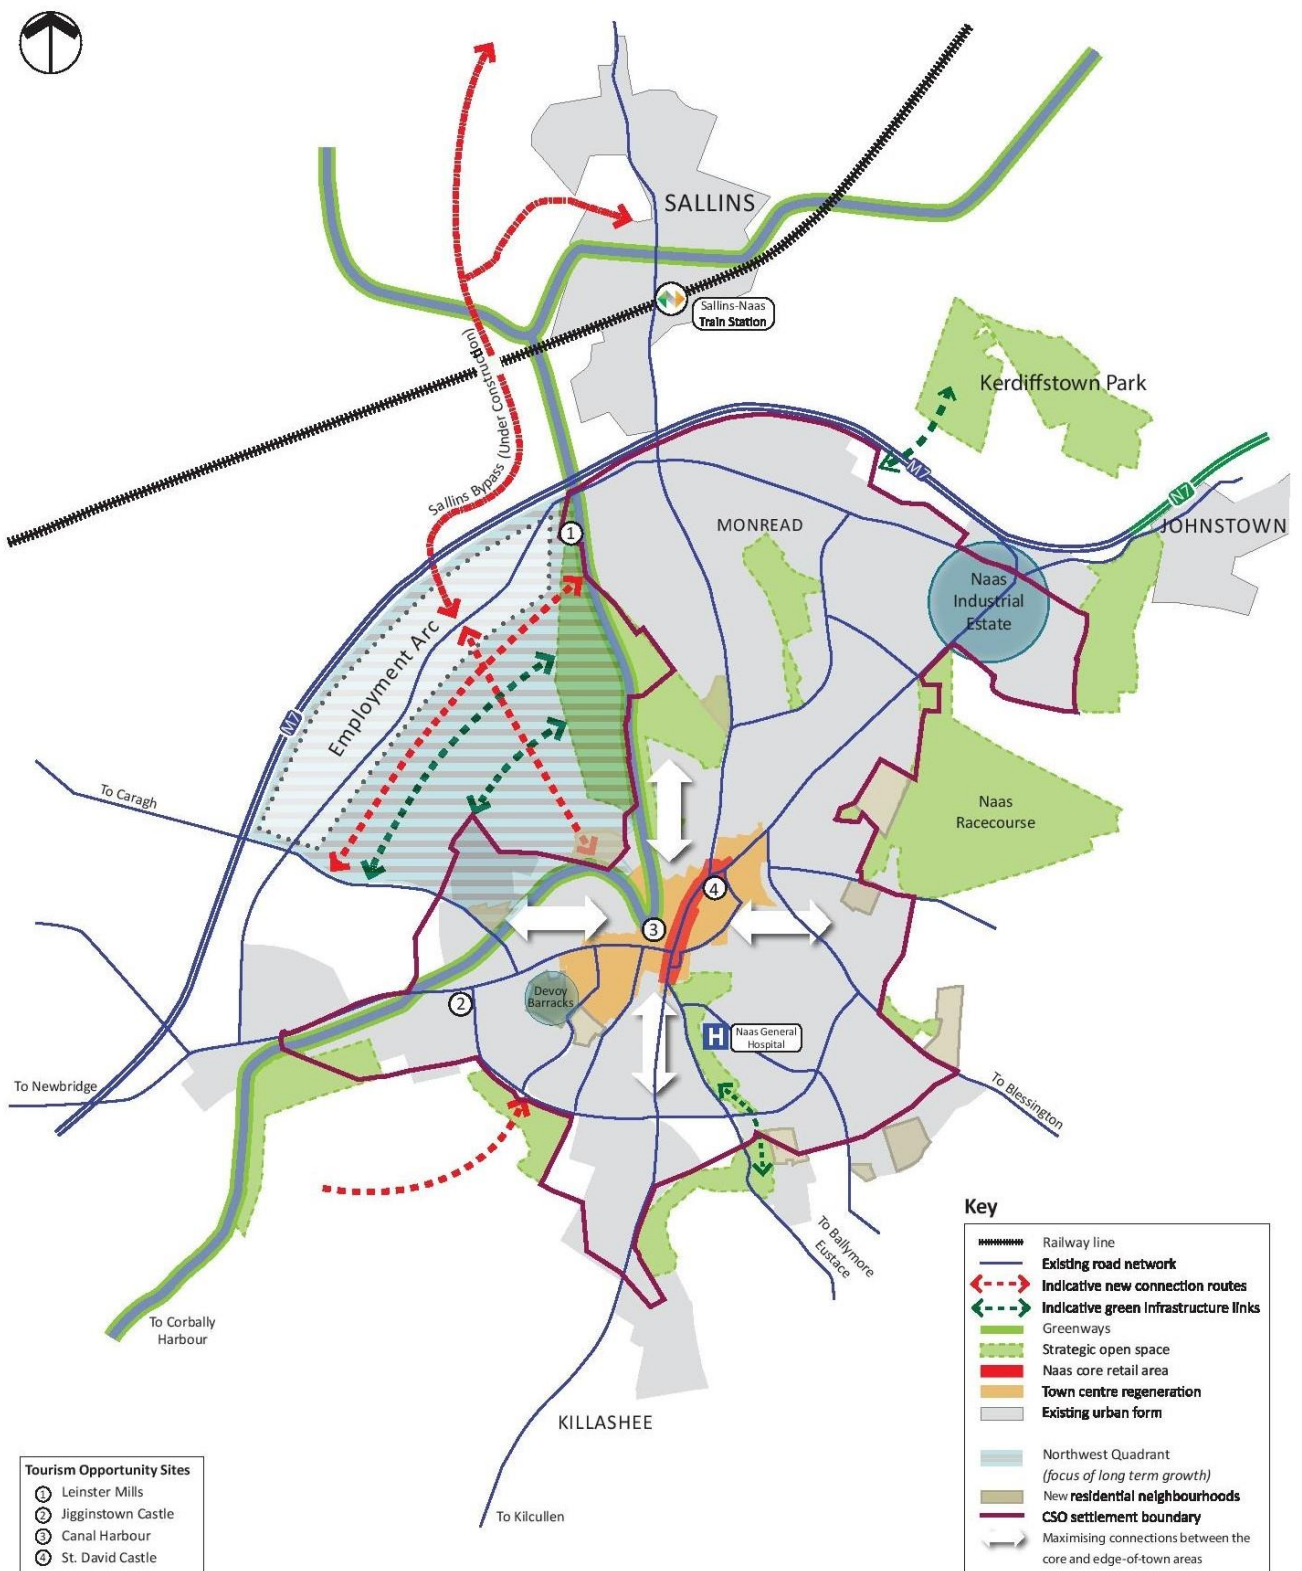 SALLINS
Sallins-Naas
Train Station
Kerdiffstown Park
Sallins Bypass (Under Construction)
M7
N7
JOHNSTOWN
MONREAD
1
Naas
Industrial
Estate
Employment Arc
M7
To Caragh
Naas
Racecourse
4
3
2
Devoy
Barracks
H
Naas General
Hospital
To Newbridge
To Blessington
To Ballymore
Eustace
To Corbally
Harbour
KILLASHEE
To Kilcullen
Key
Railway line
Existing road network
Indicative new connection routes
Indicative green infrastructure links
Greenways
Strategic open space
Naas core retail area
Town centre regeneration
Existing urban form
Northwest Quadrant
(focus of long term growth)
New residential neighbourhoods
CSO settlement boundary
Maximising connections between the
core and edge-of-town areas
Tourism Opportunity Sites
1 Leinster Mills
2 Jigginstown Castle
3 Canal Harbour
4 St. David Castle